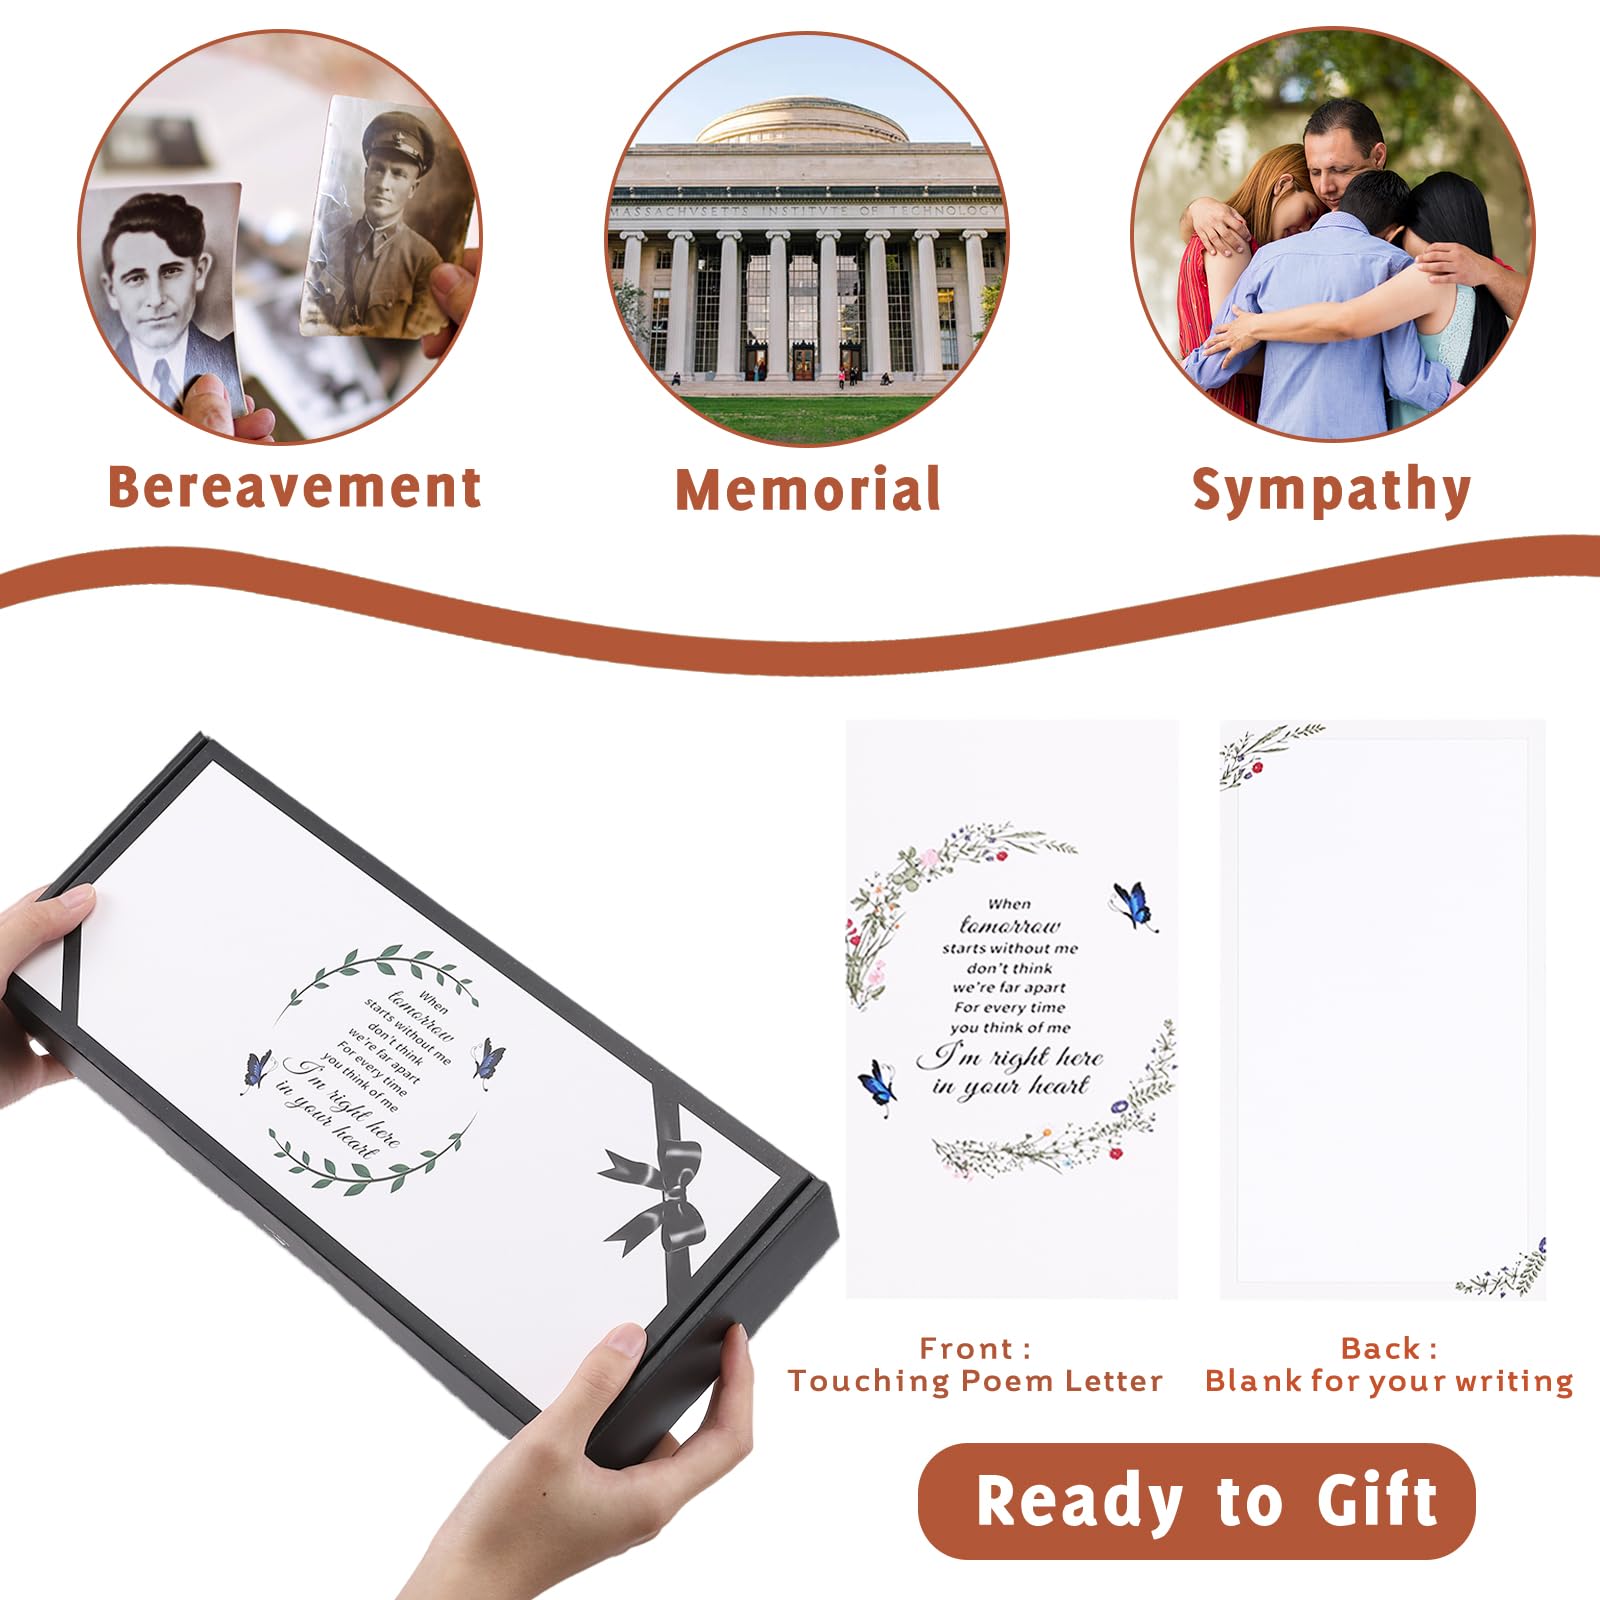 MASSACHVSETTS INSTITVTE OF TECHNOLOGY
Bereavement
Memorial
Sympathy
When
tomorrow
starts without me
don't think
we're far apart
For every time
you think of me
I'm right here
in your heart
When
tomorrow
starts without me
don't think
we're far apart
For every time
you think of me
I'm right here
in your heart
Front :
Touching Poem Letter
Back :
Blank for your writing
Ready to Gift